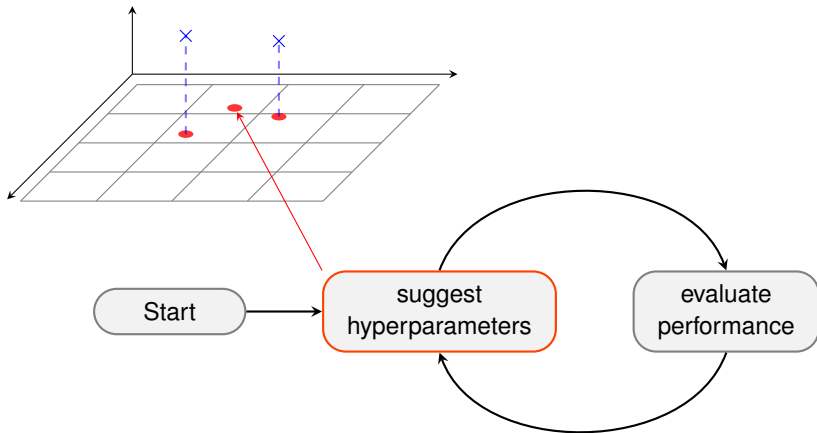 Start
suggest
hyperparameters
evaluate
performance